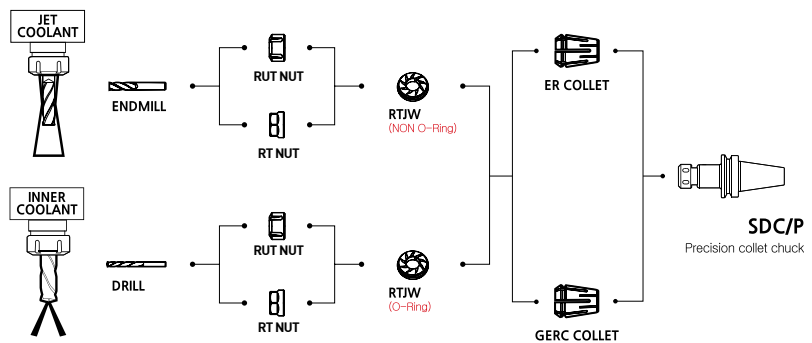 JET
COOLANT
ENDMILL
RUT NUT
RT NUT
RTJW
(NON O-Ring)
ER COLLET
INNER
COOLANT
DRILL
RUT NUT
RT NUT
RTJW
(O-Ring)
GERC COLLET
SDC/P
Precision collet chuck